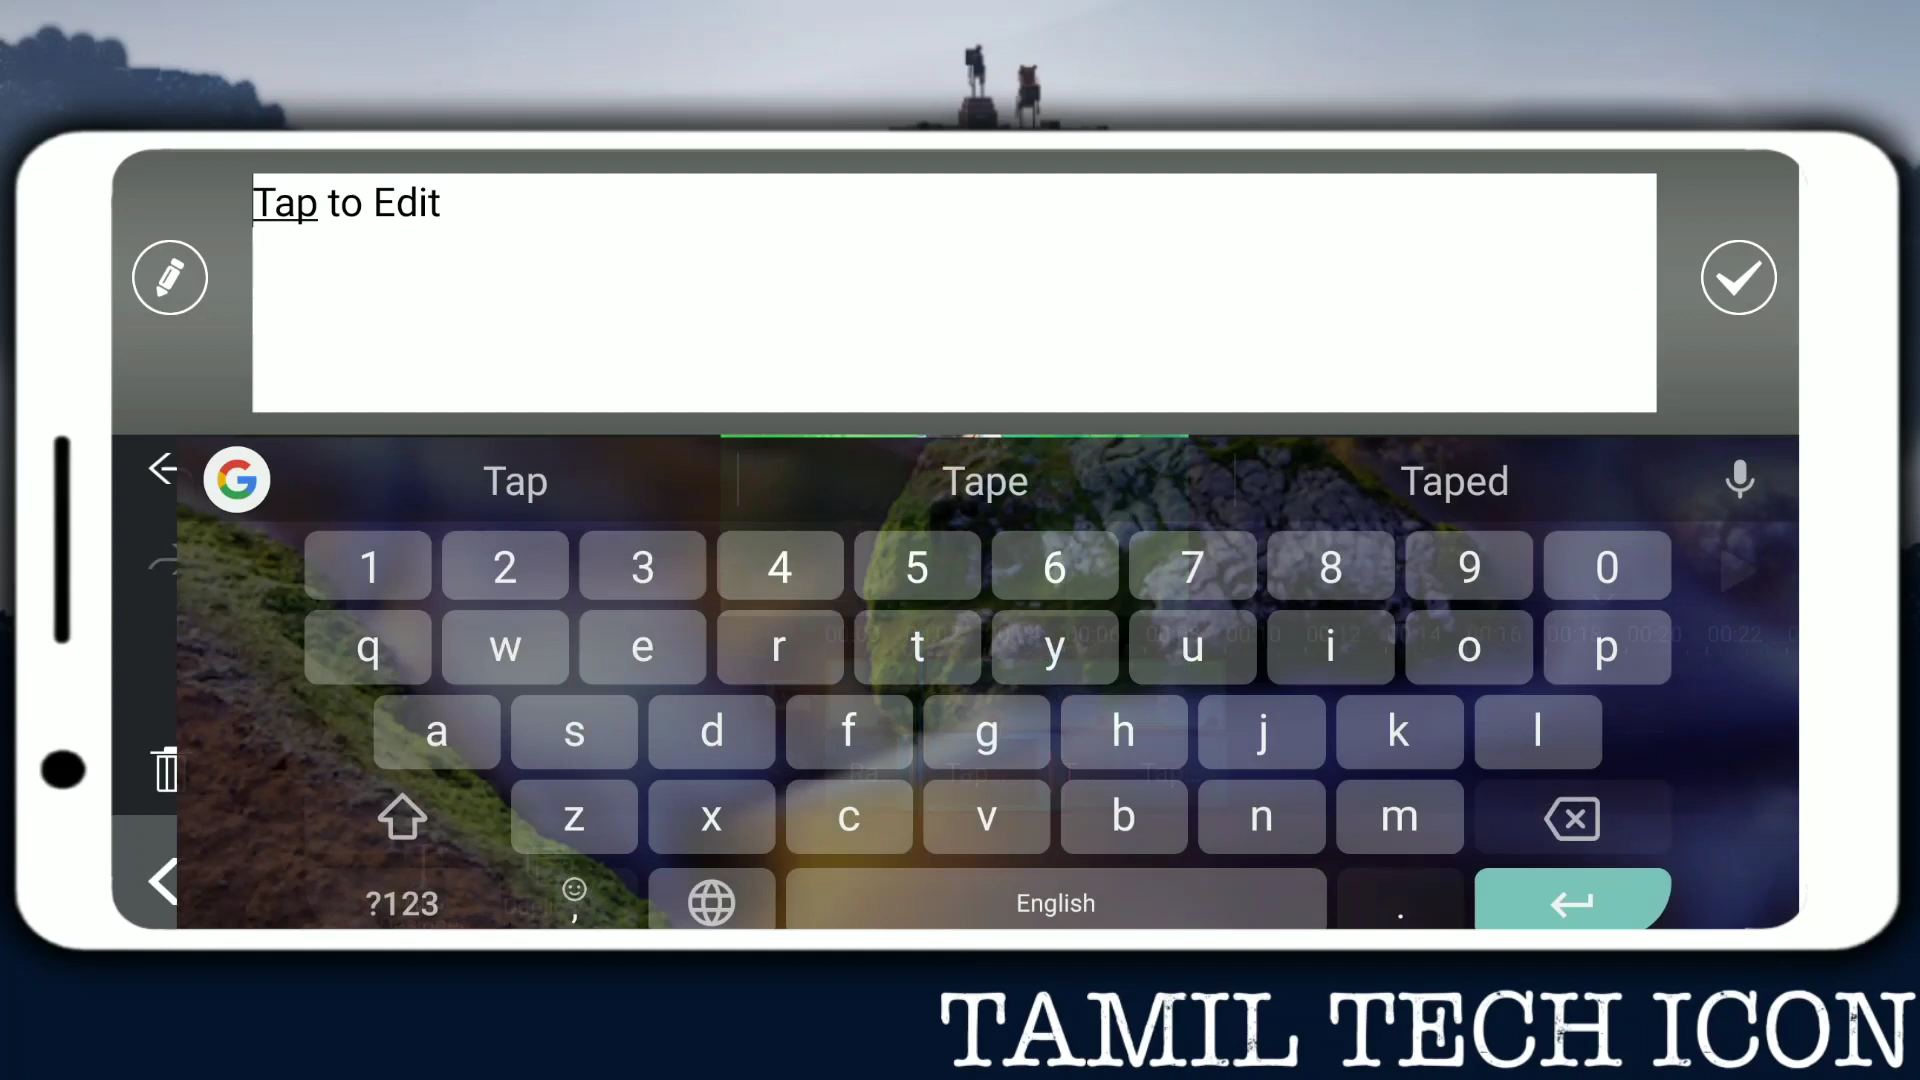 Tap to Edit
Tap Tape Taped
1 2 3 4 5 6 7 8 9 0
q w e r t y u i o p
a s d f g h j k l
z x c v b n m
?123 , English .
TAMIL TECH ICON